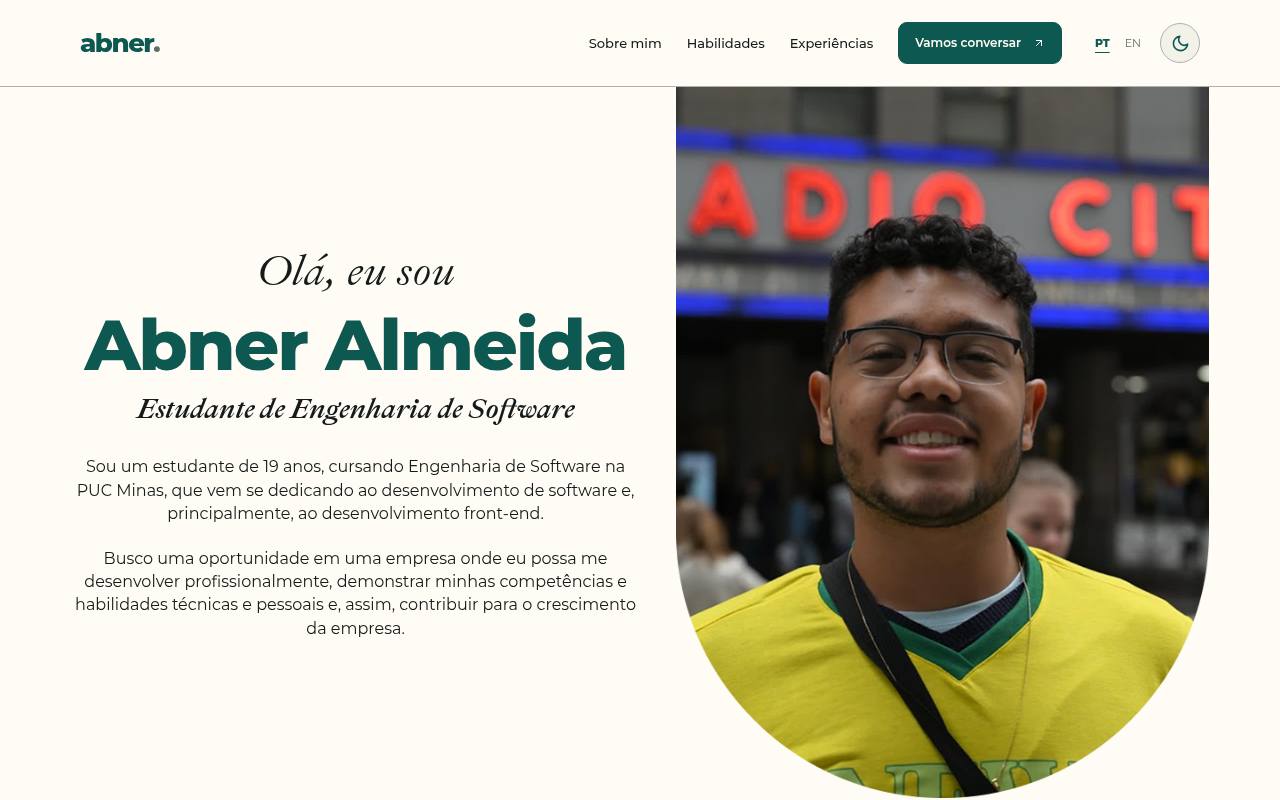 abner.
Sobre mim
Habilidades
Experiências
Vamos conversar
PT
EN
ADIO CIT
Olá, eu sou
Abner Almeida
Estudante de Engenharia de Software
Sou um estudante de 19 anos, cursando Engenharia de Software na
PUC Minas, que vem se dedicando ao desenvolvimento de software e,
principalmente, ao desenvolvimento front-end.
Busco uma oportunidade em uma empresa onde eu possa me
desenvolver profissionalmente, demonstrar minhas competências e
habilidades técnicas e pessoais e, assim, contribuir para o crescimento
da empresa.